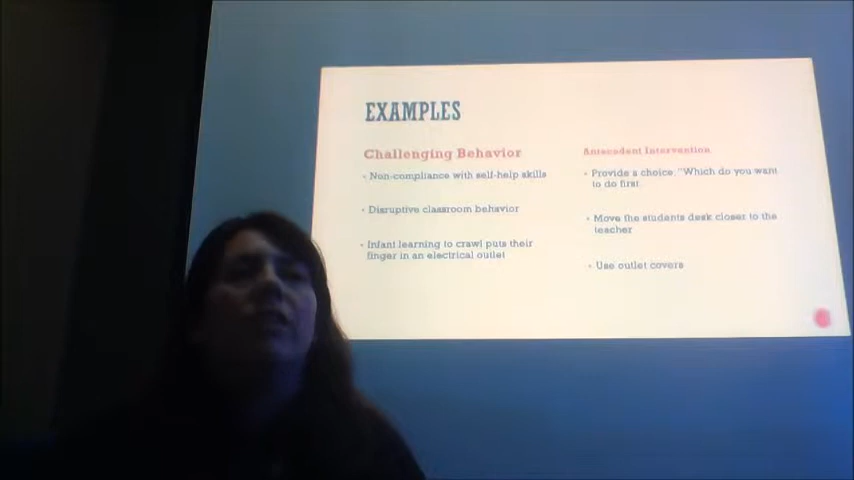 EXAMPLES
Challenging Behavior
• Non-compliance with self-help skills
• Disruptive classroom behavior
• Infant learning to crawl puts their
finger in an electrical outlet
Antecedent Intervention
• Provide a choice. "Which do you want
to do first
• Move the students desk closer to the
teacher
• Use outlet covers